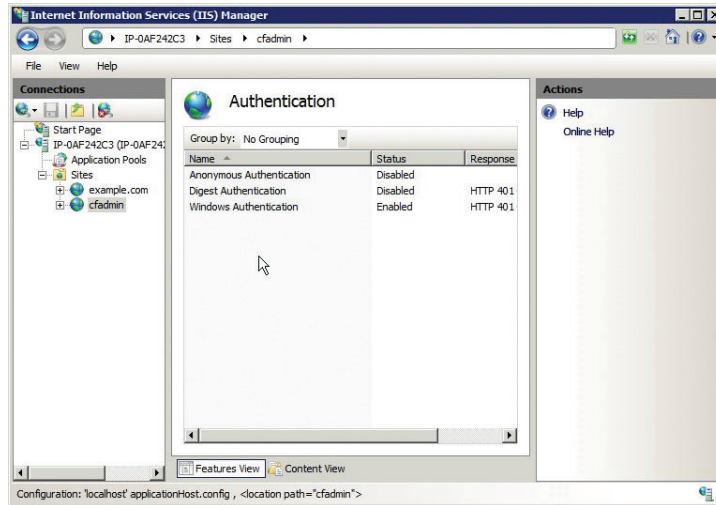 Internet Information Services (IIS) Manager
IP-0AF242C3 Sites cfadmin
File View Help
Connections
Start Page
IP-0AF242C3 (IP-0AF24
Application Pools
Sites
example.com
cfadmin
Authentication
Group by: No Grouping
Name Status Response
Anonymous Authentication Disabled
Digest Authentication Disabled HTTP 401
Windows Authentication Enabled HTTP 401
Features View Content View
Actions
Help
Online Help
Configuration: 'localhost' applicationHost.config , <location path="cfadmin">